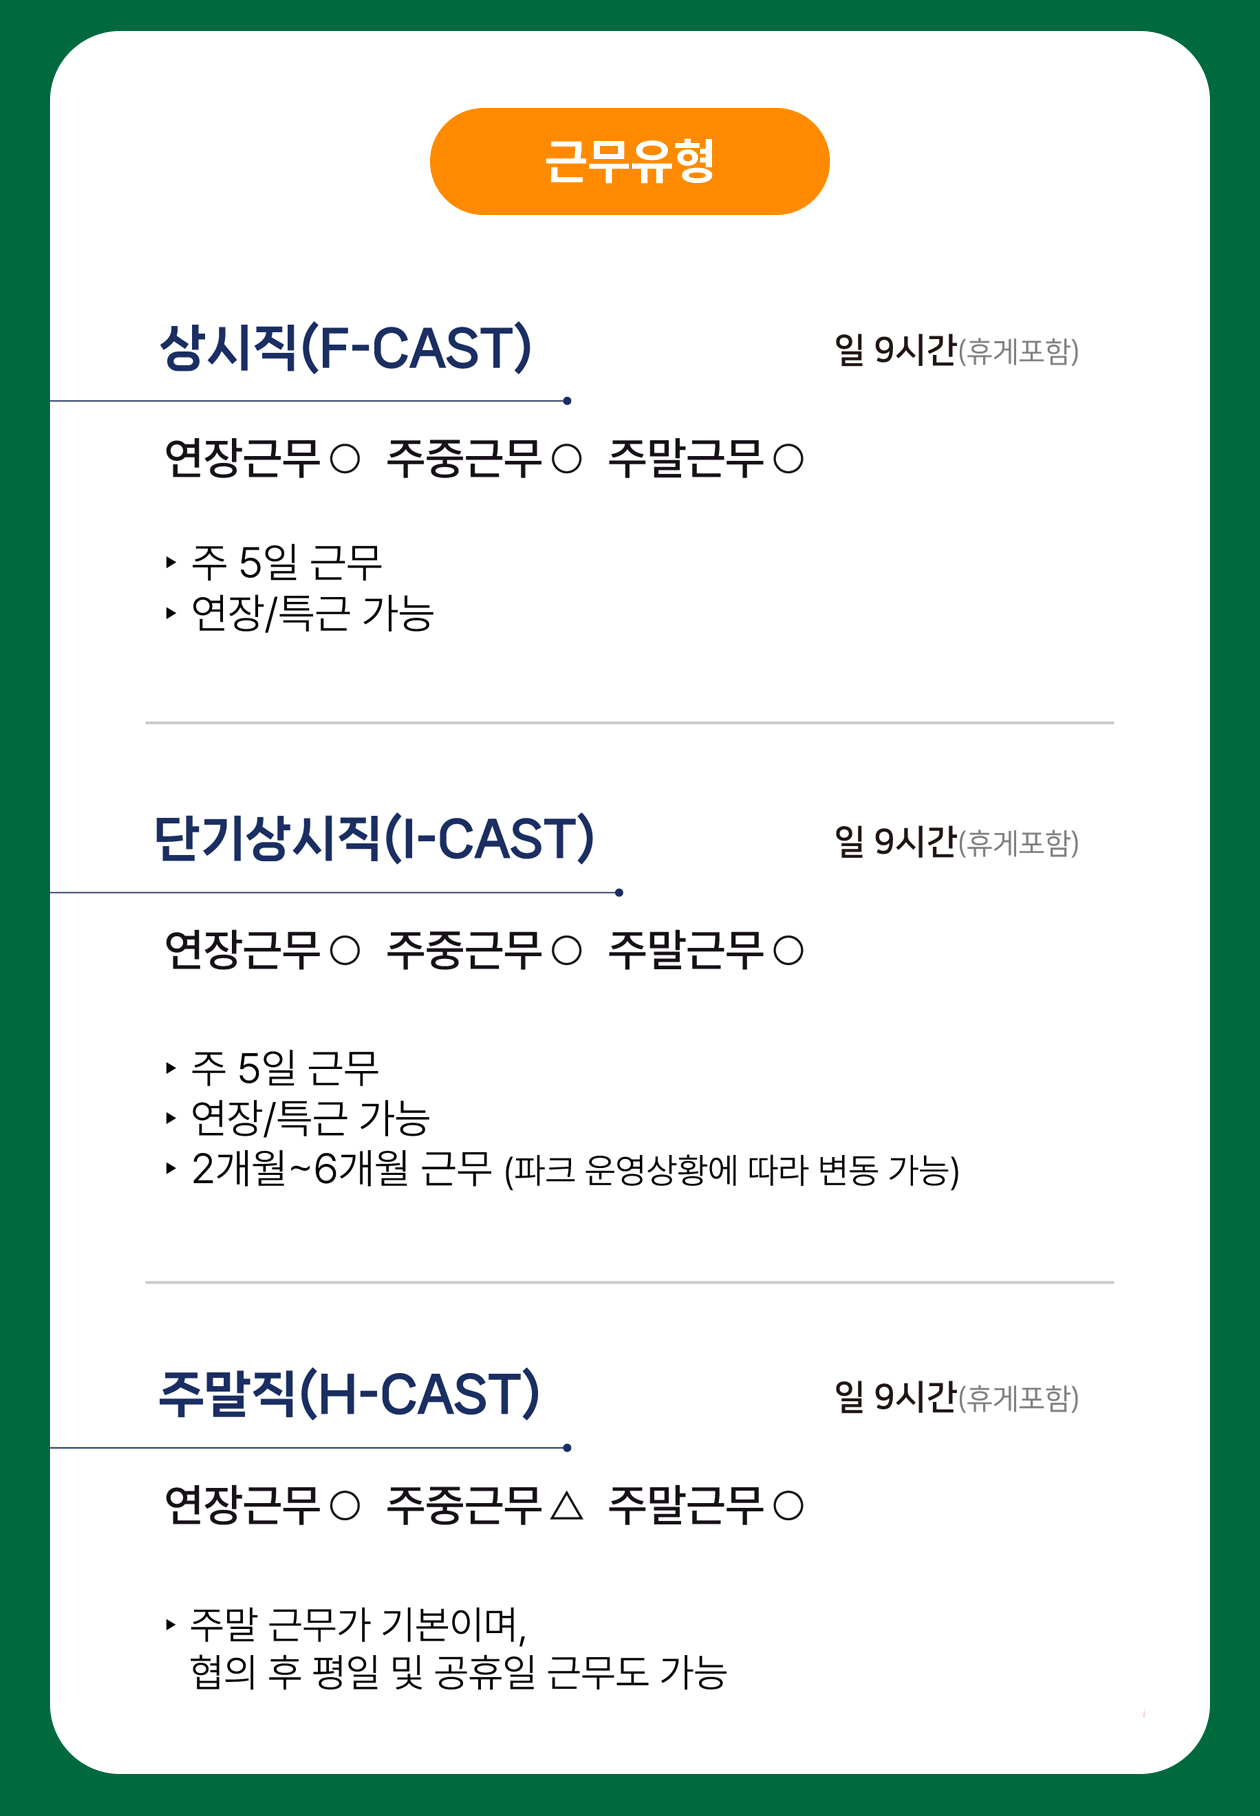 근무유형
상시직(F-CAST) 일 9시간(휴게포함)
연장근무 ○ 주중근무 ○ 주말근무 ○
▸ 주 5일 근무
▸ 연장/특근 가능
단기상시직(I-CAST) 일 9시간(휴게포함)
연장근무 ○ 주중근무 ○ 주말근무 ○
▸ 주 5일 근무
▸ 연장/특근 가능
▸ 2개월~6개월 근무 (파크 운영상황에 따라 변동 가능)
주말직(H-CAST) 일 9시간(휴게포함)
연장근무 ○ 주중근무 △ 주말근무 ○
▸ 주말 근무가 기본이며,
협의 후 평일 및 공휴일 근무도 가능